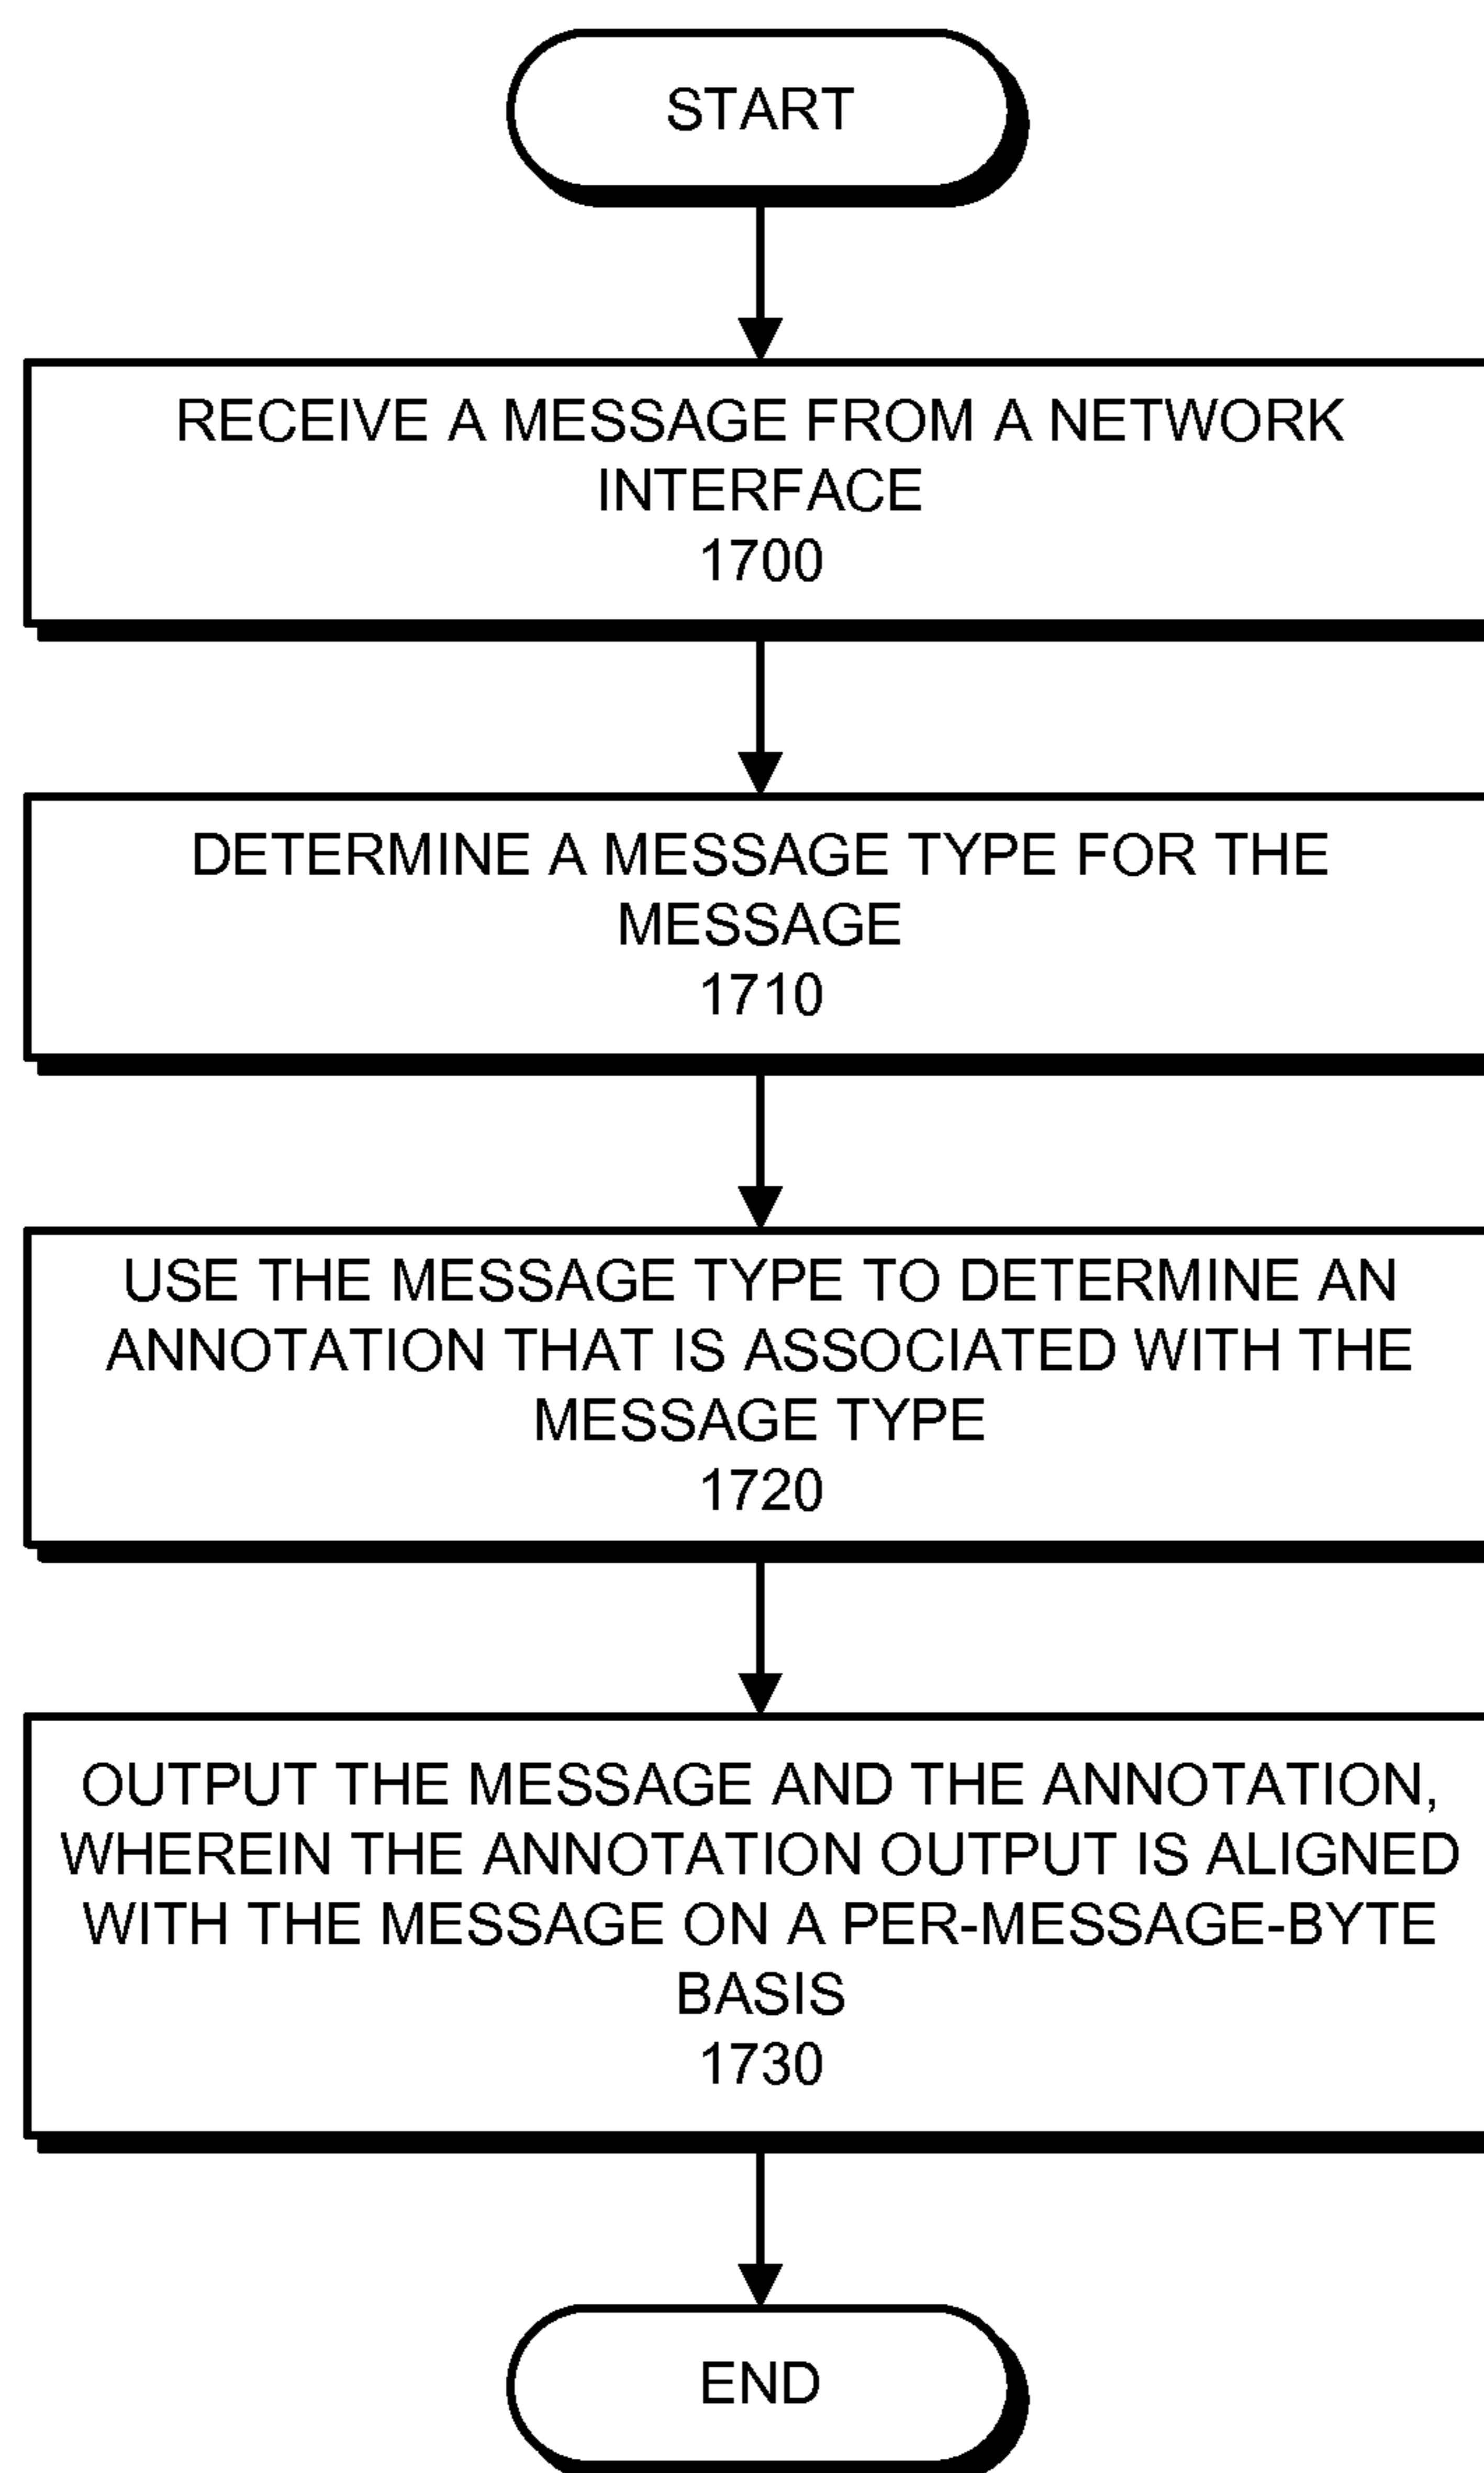 START
RECEIVE A MESSAGE FROM A NETWORK
INTERFACE
1700
DETERMINE A MESSAGE TYPE FOR THE
MESSAGE
1710
USE THE MESSAGE TYPE TO DETERMINE AN
ANNOTATION THAT IS ASSOCIATED WITH THE
MESSAGE TYPE
1720
OUTPUT THE MESSAGE AND THE ANNOTATION,
WHEREIN THE ANNOTATION OUTPUT IS ALIGNED
WITH THE MESSAGE ON A PER-MESSAGE-BYTE
BASIS
1730
END